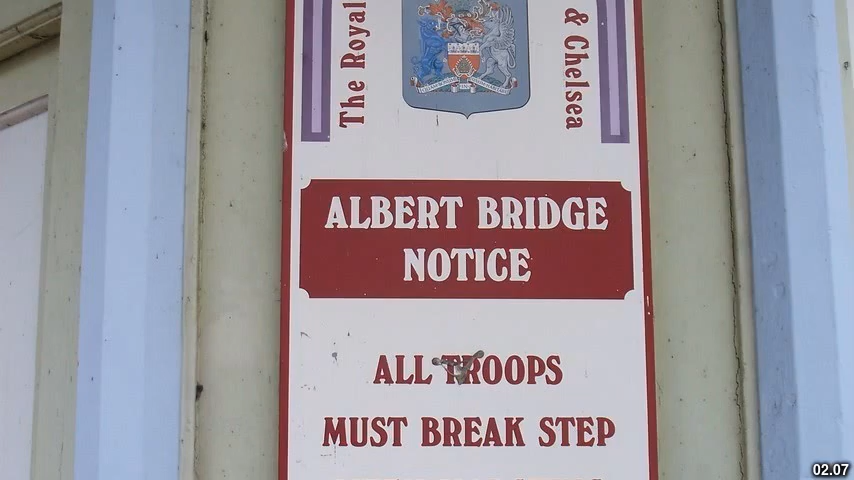 The Royal
& Chelsea
ALBERT BRIDGE
NOTICE
ALL TROOPS
MUST BREAK STEP
02.07